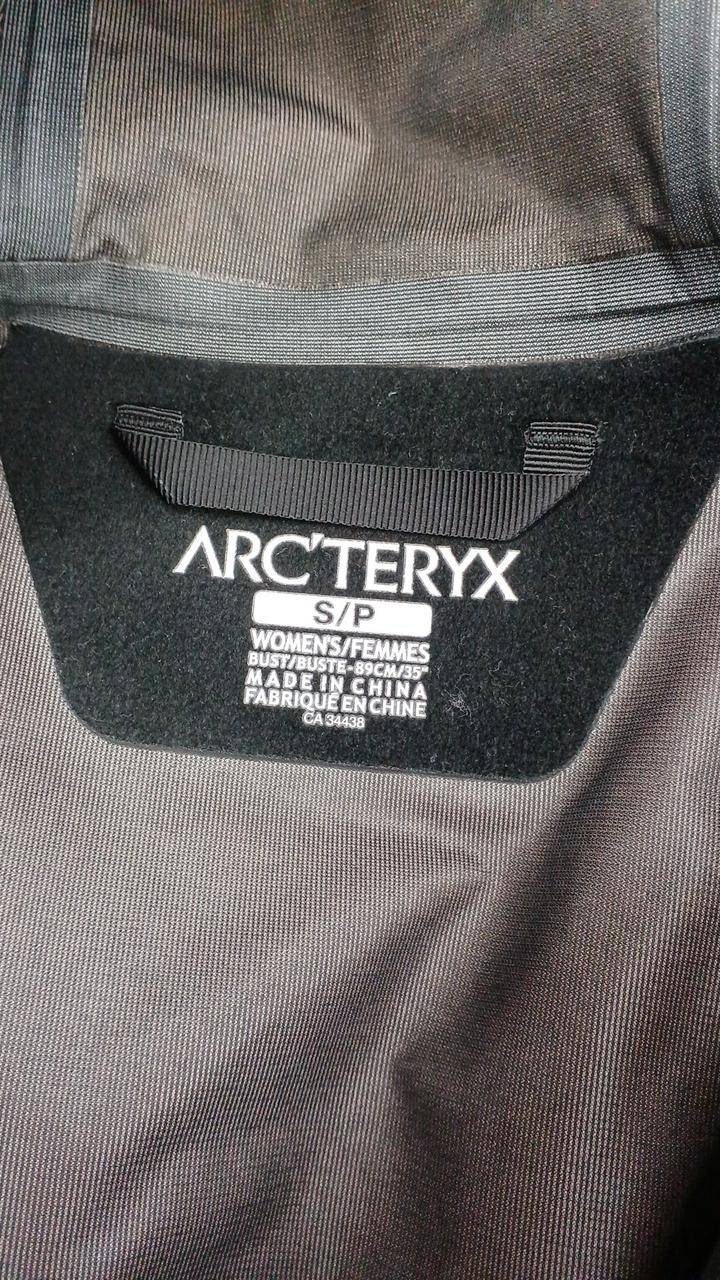 ARC'TERYX
S/P
WOMEN'S/FEMMES
BUST/BUSTE-89CM/35"
MADE IN CHINA
FABRIQUÉ EN CHINE
CA 34438